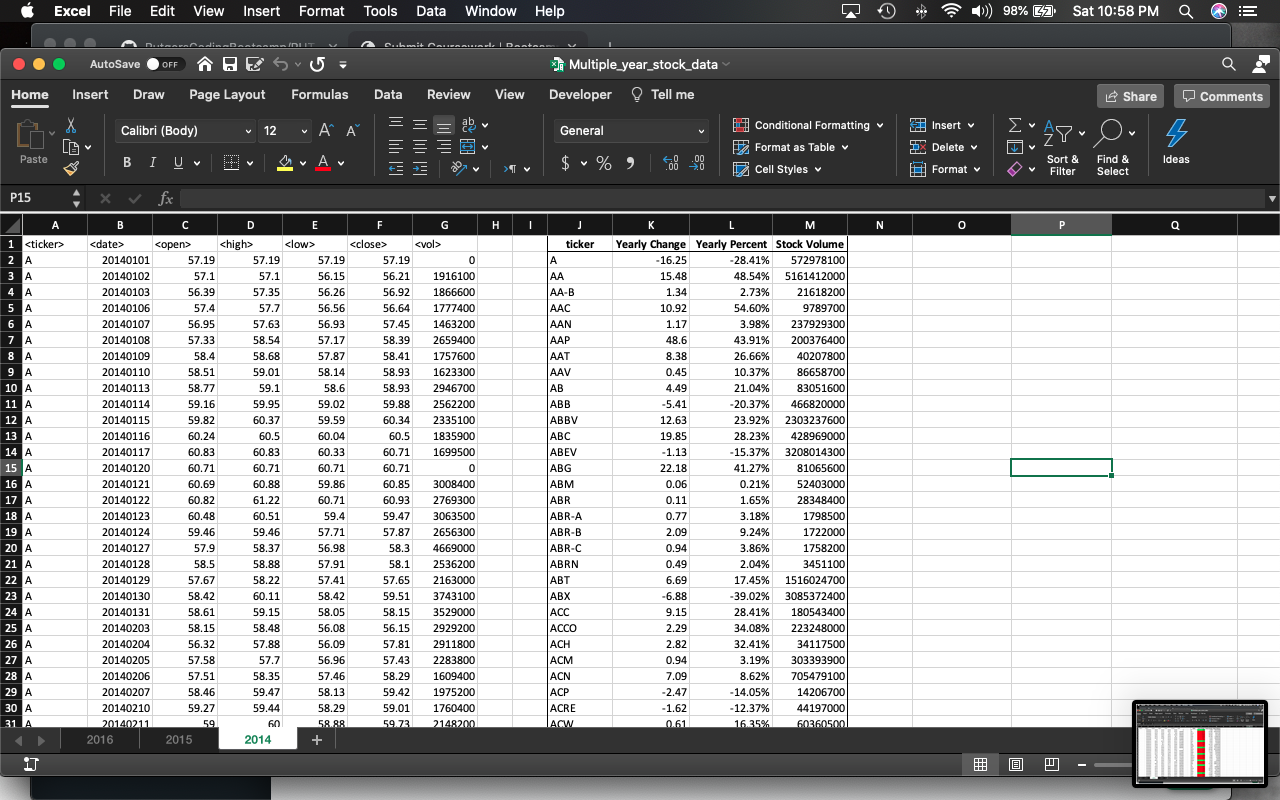 Excel File Edit View Insert Format Tools Data Window Help 98% Sat 10:58 PM
RutgersCodingBootcamp/RUT Submit Coursework | Bootcam
AutoSave OFF Multiple_year_stock_data
Home Insert Draw Page Layout Formulas Data Review View Developer Tell me Share Comments
Paste Calibri (Body) 12 A A ab General Conditional Formatting Insert
Format as Table Delete
B I U A $ % Cell Styles Format Sort & Filter Find & Select Ideas
P15 fx
A B C D E F G H I J K L M N O P Q
1 <ticker> <date> <open> <high> <low> <close> <vol> ticker Yearly Change Yearly Percent Stock Volume
2 A 20140101 57.19 57.19 57.19 57.19 0 A -16.25 -28.41% 572978100
3 A 20140102 57.1 57.1 56.15 56.21 1916100 AA 15.48 48.54% 5161412000
4 A 20140103 56.39 57.35 56.26 56.92 1866600 AA-B 1.34 2.73% 21618200
5 A 20140106 57.4 57.7 56.56 56.64 1777400 AAC 10.92 54.60% 9789700
6 A 20140107 56.95 57.63 56.93 57.45 1463200 AAN 1.17 3.98% 237929300
7 A 20140108 57.33 58.54 57.17 58.39 2659400 AAP 48.6 43.91% 200376400
8 A 20140109 58.4 58.68 57.87 58.41 1757600 AAT 8.38 26.66% 40207800
9 A 20140110 58.51 59.01 58.14 58.93 1623300 AAV 0.45 10.37% 86658700
10 A 20140113 58.77 59.1 58.6 58.93 2946700 AB 4.49 21.04% 83051600
11 A 20140114 59.16 59.95 59.02 59.88 2562200 ABB -5.41 -20.37% 466820000
12 A 20140115 59.82 60.37 59.59 60.34 2335100 ABBV 12.63 23.92% 2303237600
13 A 20140116 60.24 60.5 60.04 60.5 1835900 ABC 19.85 28.23% 428969000
14 A 20140117 60.83 60.83 60.33 60.71 1699500 ABEV -1.13 -15.37% 3208014300
15 A 20140120 60.71 60.71 60.71 60.71 0 ABG 22.18 41.27% 81065600
16 A 20140121 60.69 60.88 59.86 60.85 3008400 ABM 0.06 0.21% 52403000
17 A 20140122 60.82 61.22 60.71 60.93 2769300 ABR 0.11 1.65% 28348400
18 A 20140123 60.48 60.51 59.4 59.47 3063500 ABR-A 0.77 3.18% 1798500
19 A 20140124 59.46 59.46 57.71 57.87 2656300 ABR-B 2.09 9.24% 1722000
20 A 20140127 57.9 58.37 56.98 58.3 4669000 ABR-C 0.94 3.86% 1758200
21 A 20140128 58.5 58.88 57.91 58.1 2536200 ABRN 0.49 2.04% 3451100
22 A 20140129 57.67 58.22 57.41 57.65 2163000 ABT 6.69 17.45% 1516024700
23 A 20140130 58.42 60.11 58.42 59.51 3743100 ABX -6.88 -39.02% 3085372400
24 A 20140131 58.61 59.15 58.05 58.15 3529000 ACC 9.15 28.41% 180543400
25 A 20140203 58.15 58.48 56.08 56.15 2929200 ACCO 2.29 34.08% 223248000
26 A 20140204 56.32 57.88 56.09 57.81 2911800 ACH 2.82 32.41% 34117500
27 A 20140205 57.58 57.7 56.96 57.43 2283800 ACM 0.94 3.19% 303393900
28 A 20140206 57.51 58.35 57.46 58.29 1609400 ACN 7.09 8.62% 705479100
29 A 20140207 58.46 59.47 58.13 59.42 1975200 ACP -2.47 -14.05% 14206700
30 A 20140210 59.27 59.44 58.29 59.01 1760400 ACRE -1.62 -12.37% 44197000
31 A 20140211 59 60 58.88 59.73 2148200 ACW 0.61 16.35% 60360500
2016 2015 2014